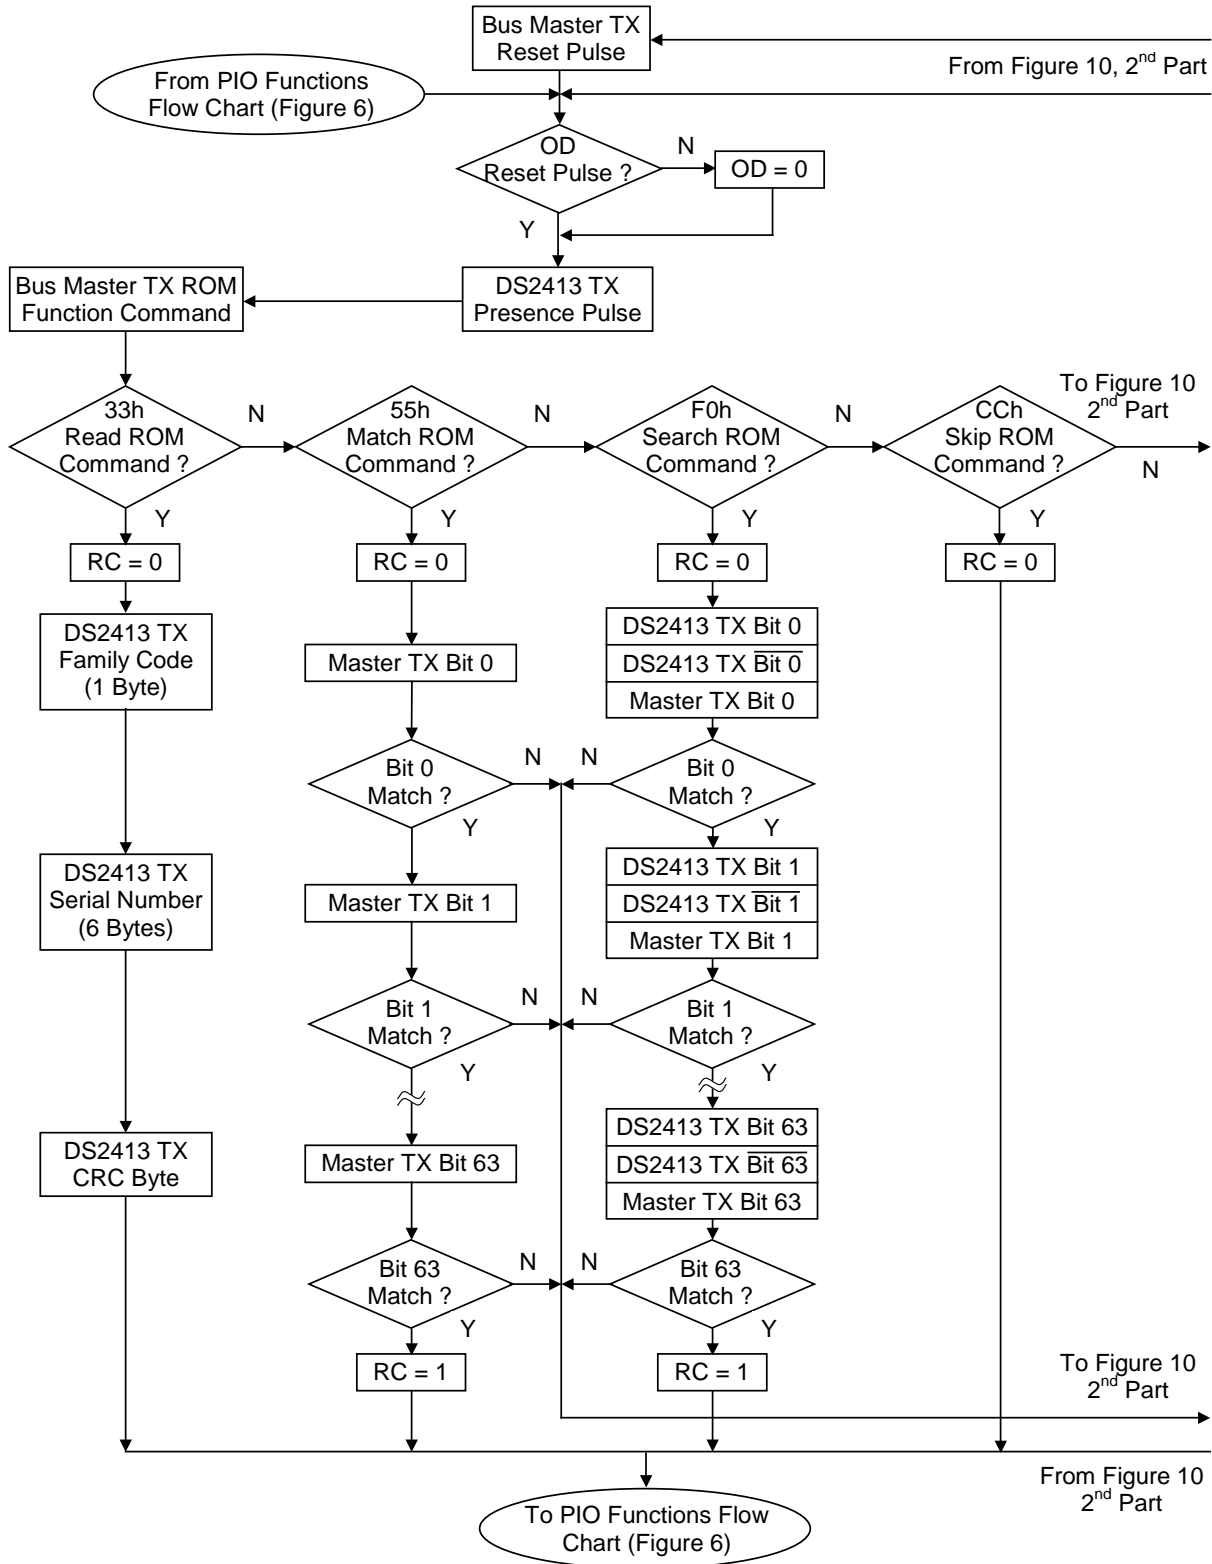 Bus Master TX
Reset Pulse
From Figure 10, 2nd Part
From PIO Functions
Flow Chart (Figure 6)
OD
Reset Pulse ?
N
OD = 0
Y
Bus Master TX ROM
Function Command
DS2413 TX
Presence Pulse
33h
Read ROM
Command ?
N
55h
Match ROM
Command ?
N
F0h
Search ROM
Command ?
N
CCh
Skip ROM
Command ?
To Figure 10
2nd Part
N
Y
Y
Y
Y
RC = 0
RC = 0
RC = 0
RC = 0
DS2413 TX
Family Code
(1 Byte)
Master TX Bit 0
DS2413 TX Bit 0
DS2413 TX B̅i̅t̅ ̅0̅
Master TX Bit 0
Bit 0
Match ?
N
N
Bit 0
Match ?
Y
Y
DS2413 TX
Serial Number
(6 Bytes)
Master TX Bit 1
DS2413 TX Bit 1
DS2413 TX B̅i̅t̅ ̅1̅
Master TX Bit 1
Bit 1
Match ?
N
N
Bit 1
Match ?
Y
Y
DS2413 TX
CRC Byte
Master TX Bit 63
DS2413 TX Bit 63
DS2413 TX B̅i̅t̅ ̅6̅3̅
Master TX Bit 63
Bit 63
Match ?
N
N
Bit 63
Match ?
Y
Y
RC = 1
RC = 1
To Figure 10
2nd Part
From Figure 10
2nd Part
To PIO Functions Flow
Chart (Figure 6)